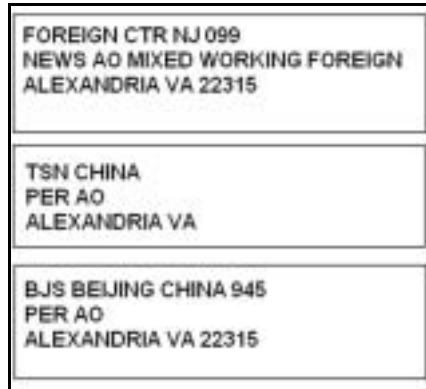 FOREIGN CTR NJ 099
NEWS AO MIXED WORKING FOREIGN
ALEXANDRIA VA 22315
TSN CHINA
PER AO
ALEXANDRIA VA
BJS BEIJING CHINA 945
PER AO
ALEXANDRIA VA 22315